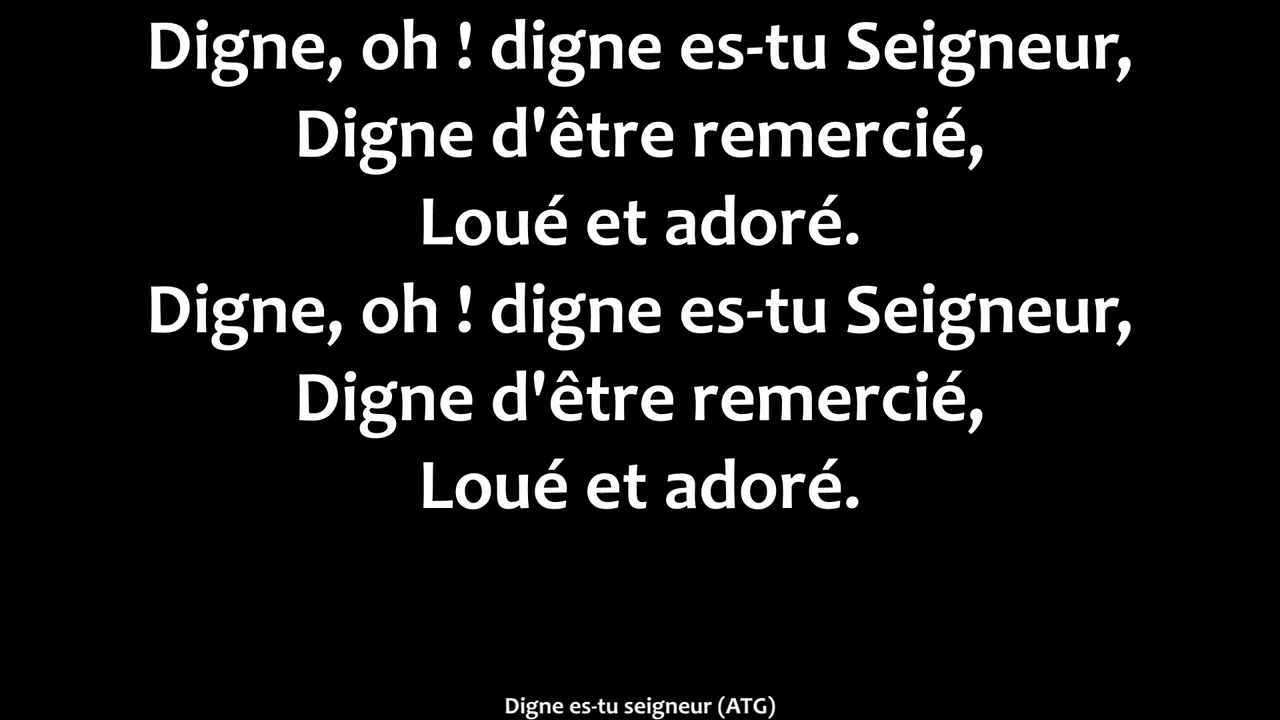 Digne, oh ! digne es-tu Seigneur,
Digne d'être remercié,
Loué et adoré.
Digne, oh ! digne es-tu Seigneur,
Digne d'être remercié,
Loué et adoré.
Digne es-tu seigneur (ATG)